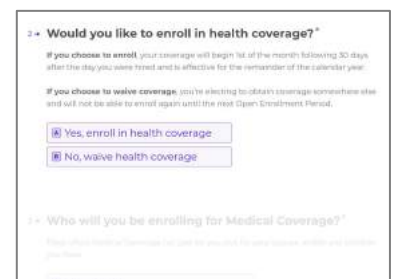 2 → Would you like to enroll in health coverage? *
If you choose to enroll, your coverage will begin 1st of the month following 30 days
after the day you were hired and is effective for the remainder of the calendar year.
If you choose to waive coverage, you're electing to obtain coverage somewhere else
and will not be able to enroll again until the next Open Enrollment Period.
A Yes, enroll in health coverage
B No, waive health coverage
3 → Who will you be enrolling for Medical Coverage? *